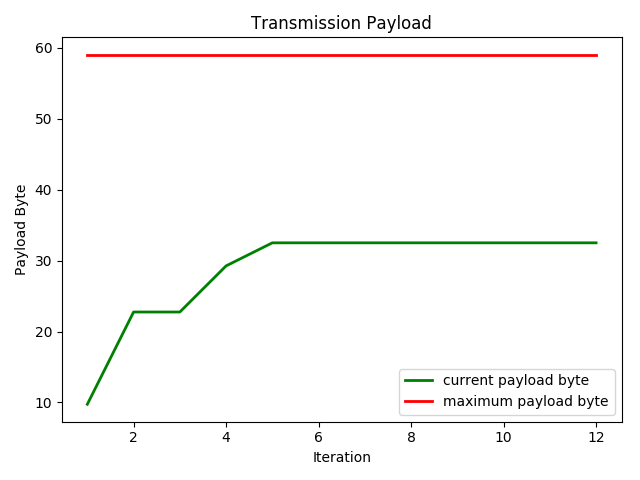 Transmission Payload
Payload Byte
60
50
40
30
20
10
2 4 6 8 10 12
Iteration
current payload byte
maximum payload byte